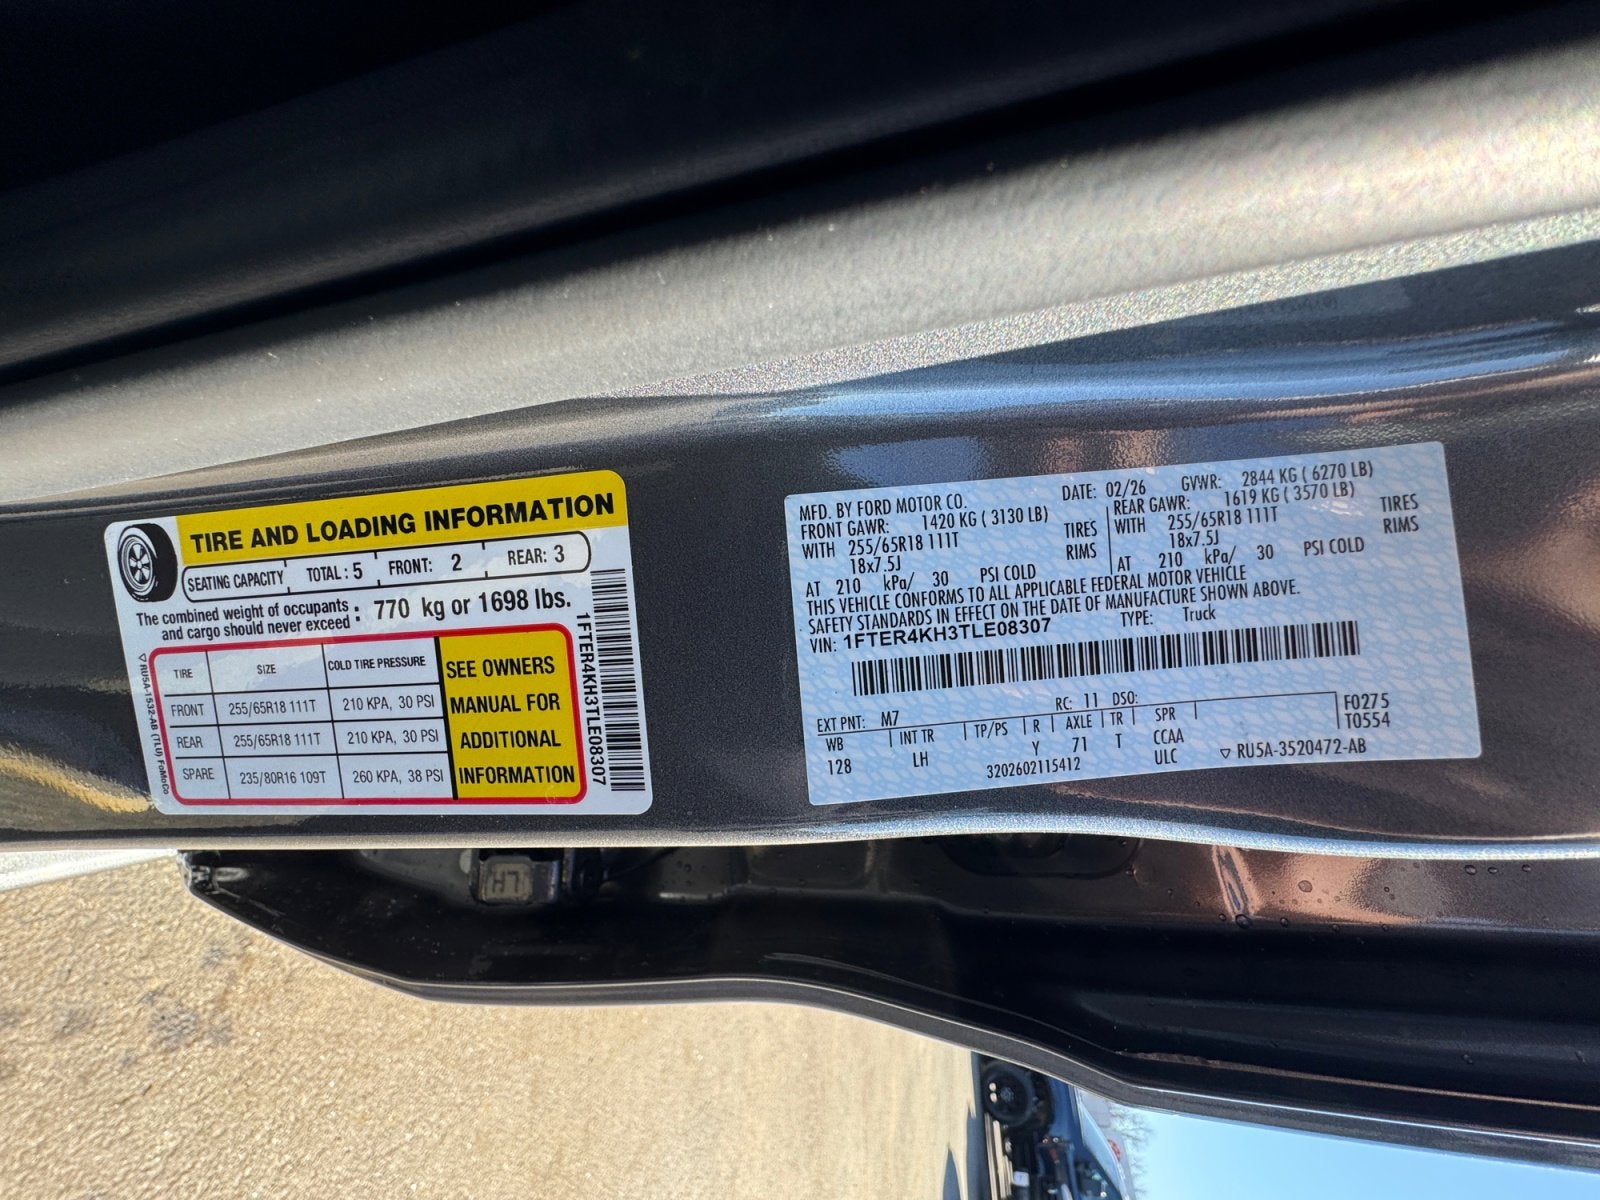 TIRE AND LOADING INFORMATION
SEATING CAPACITY TOTAL : 5 FRONT: 2 REAR: 3
The combined weight of occupants
and cargo should never exceed : 770 kg or 1698 lbs.
TIRE SIZE COLD TIRE PRESSURE
FRONT 255/65R18 111T 210 KPA, 30 PSI
REAR 255/65R18 111T 210 KPA, 30 PSI
SPARE 235/80R16 109T 260 KPA, 38 PSI
SEE OWNERS
MANUAL FOR
ADDITIONAL
INFORMATION
1FTER4KH3TLE08307
RU5A-1532-AB (TLU) FoMoCo
MFD. BY FORD MOTOR CO. DATE: 02/26 GVWR: 2844 KG ( 6270 LB)
FRONT GAWR: 1420 KG ( 3130 LB) REAR GAWR: 1619 KG ( 3570 LB)
WITH 255/65R18 111T TIRES WITH 255/65R18 111T TIRES
18x7.5J RIMS 18x7.5J RIMS
AT 210 kPa/ 30 PSI COLD AT 210 kPa/ 30 PSI COLD
THIS VEHICLE CONFORMS TO ALL APPLICABLE FEDERAL MOTOR VEHICLE
SAFETY STANDARDS IN EFFECT ON THE DATE OF MANUFACTURE SHOWN ABOVE.
VIN: 1FTER4KH3TLE08307 TYPE: Truck
EXT PNT: M7 RC: 11 DSO: F0275
WB INT TR TP/PS R AXLE TR SPR T0554
128 LH Y 71 T CCAA
3202602115412 ULC RU5A-3520472-AB
LH